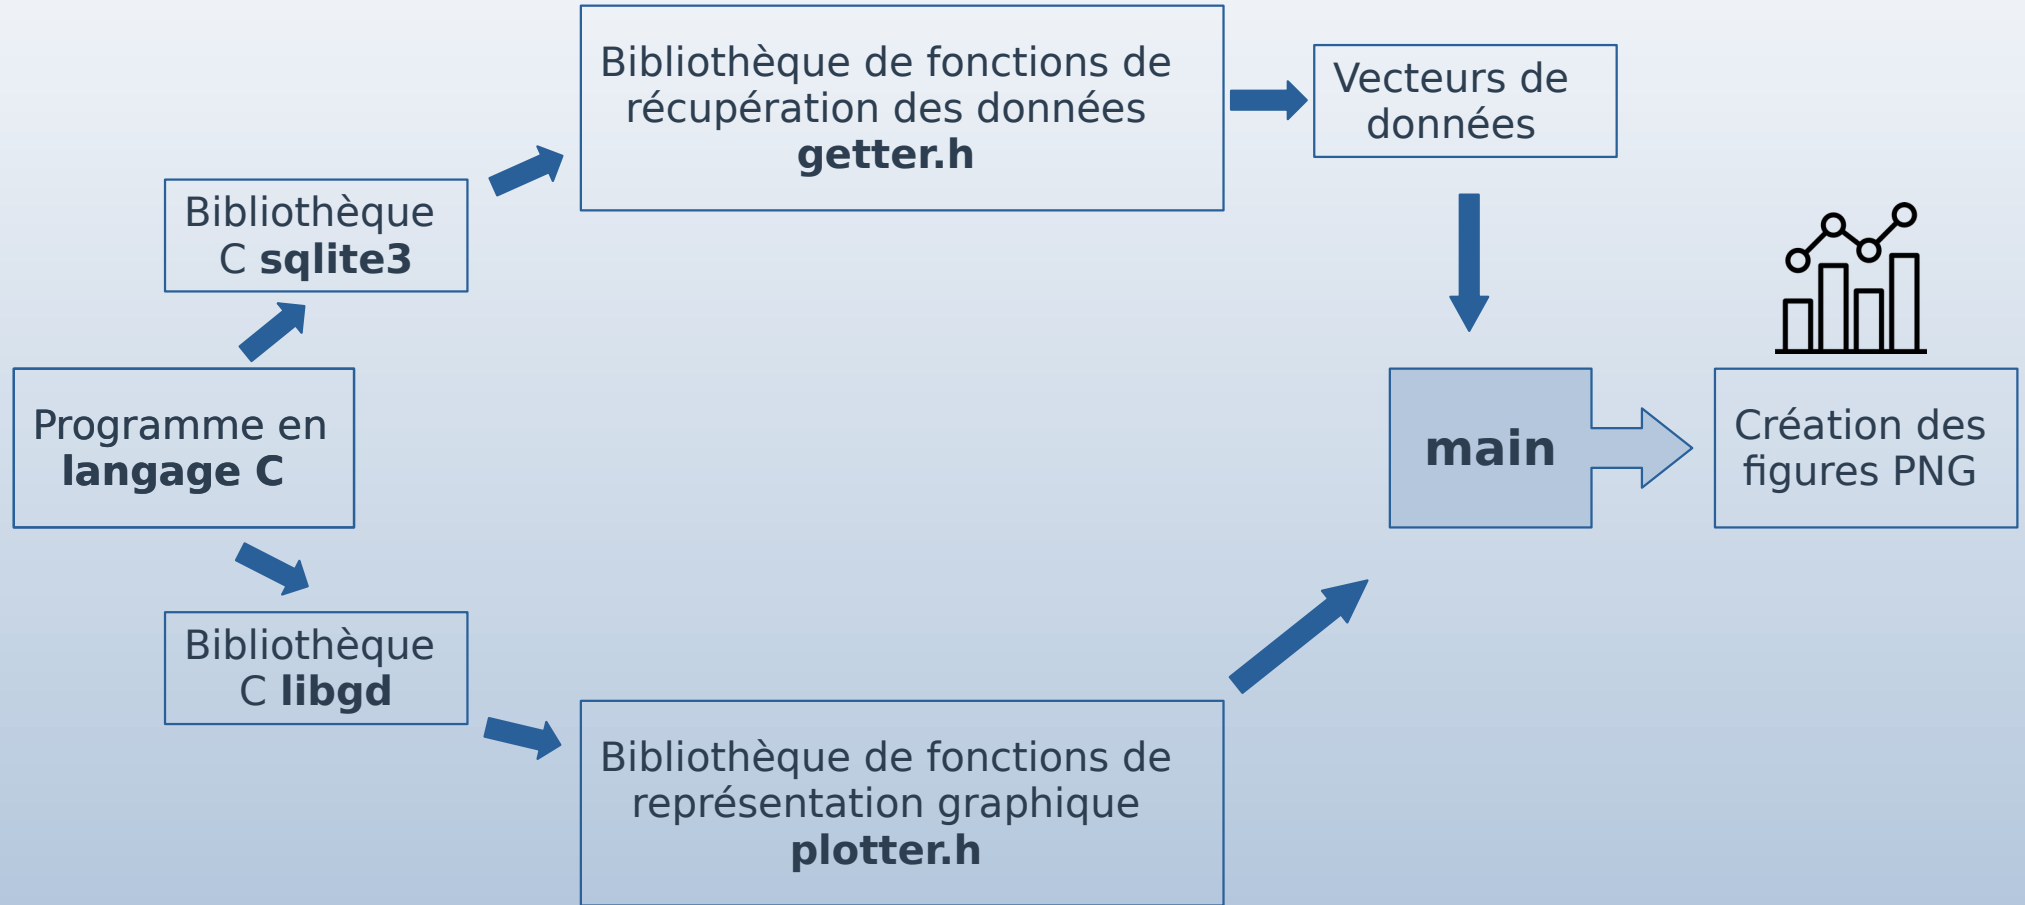 Bibliothèque de fonctions de
récupération des données
getter.h
Vecteurs de
données
Bibliothèque
C sqlite3
Programme en
langage C
main
Création des
figures PNG
Bibliothèque
C libgd
Bibliothèque de fonctions de
représentation graphique
plotter.h